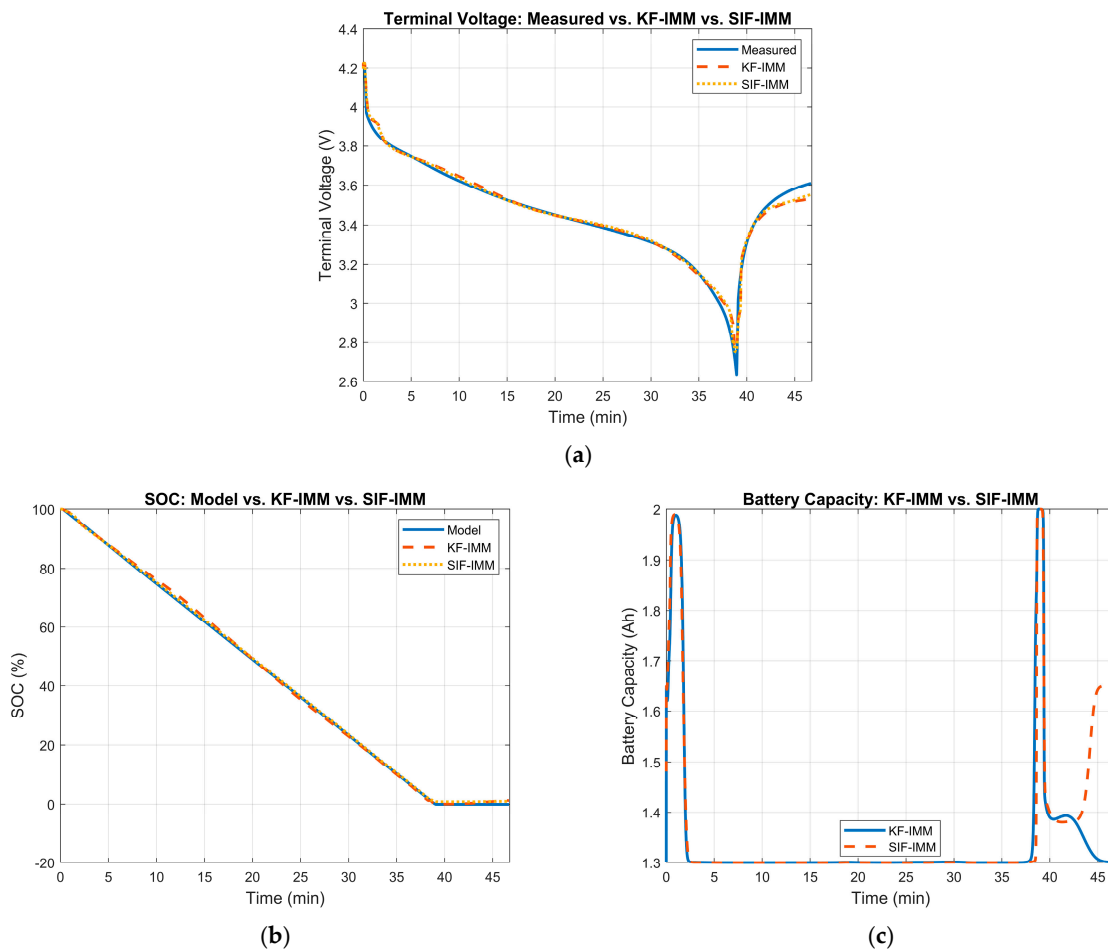 Terminal Voltage: Measured vs. KF-IMM vs. SIF-IMM
4.4
4.2
4
3.8
3.6
3.4
3.2
3
2.8
2.6
Terminal Voltage (V)
Measured
KF-IMM
SIF-IMM
0 5 10 15 20 25 30 35 40 45
Time (min)
(a)
SOC: Model vs. KF-IMM vs. SIF-IMM
100
80
60
40
20
0
-20
SOC (%)
Model
KF-IMM
SIF-IMM
0 5 10 15 20 25 30 35 40 45
Time (min)
(b)
Battery Capacity: KF-IMM vs. SIF-IMM
2
1.9
1.8
1.7
1.6
1.5
1.4
1.3
Battery Capacity (Ah)
KF-IMM
SIF-IMM
0 5 10 15 20 25 30 35 40 45
Time (min)
(c)